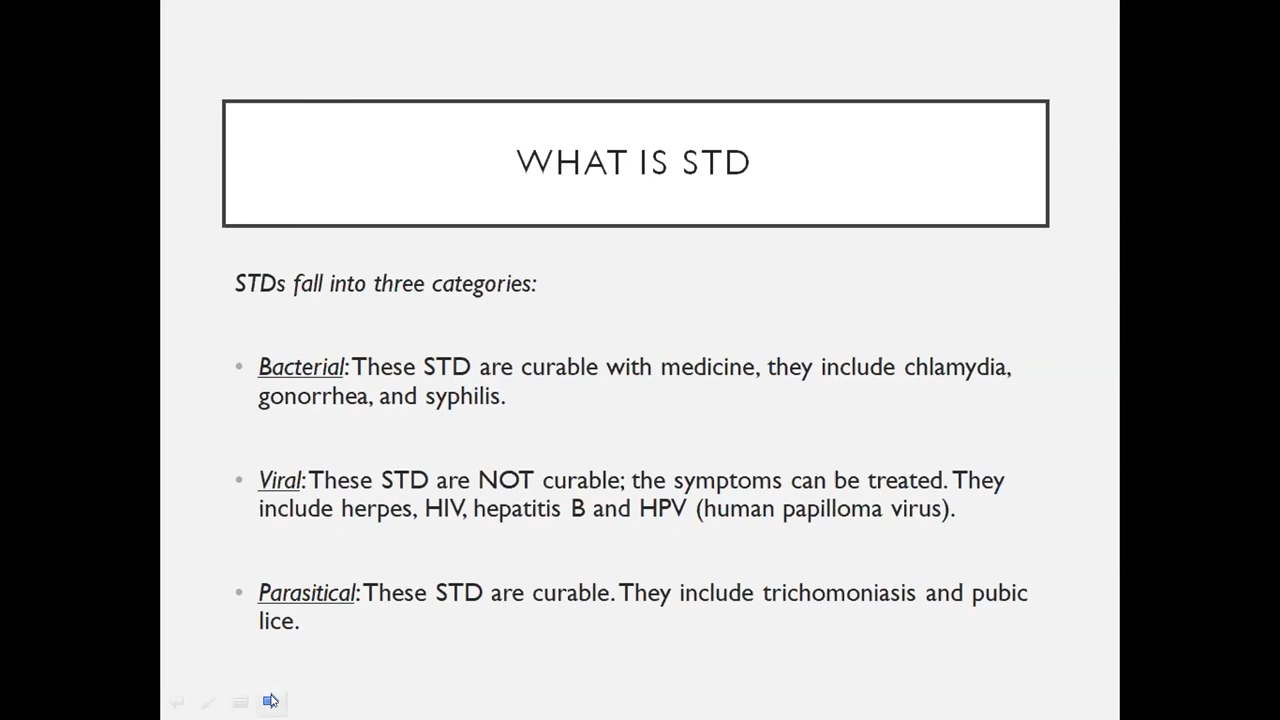 WHAT IS STD
STDs fall into three categories:
• Bacterial: These STD are curable with medicine, they include chlamydia,
gonorrhea, and syphilis.
• Viral: These STD are NOT curable; the symptoms can be treated. They
include herpes, HIV, hepatitis B and HPV (human papilloma virus).
• Parasitical: These STD are curable. They include trichomoniasis and pubic
lice.